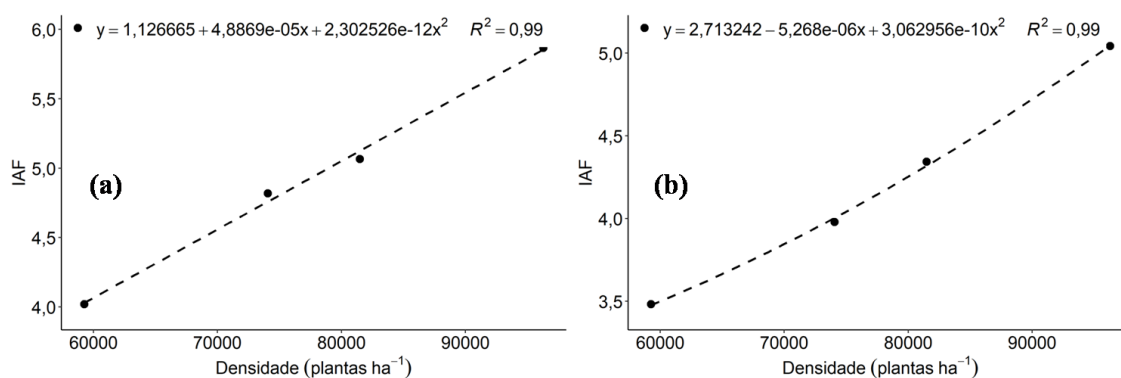 y = 1,126665 + 4,8869e-05x + 2,302526e-12x² R² = 0,99
6,0
5,5
5,0
4,5
4,0
IAF
(a)
60000 70000 80000 90000
Densidade (plantas ha⁻¹)
y = 2,713242 − 5,268e-06x + 3,062956e-10x² R² = 0,99
5,0
4,5
4,0
3,5
IAF
(b)
60000 70000 80000 90000
Densidade (plantas ha⁻¹)